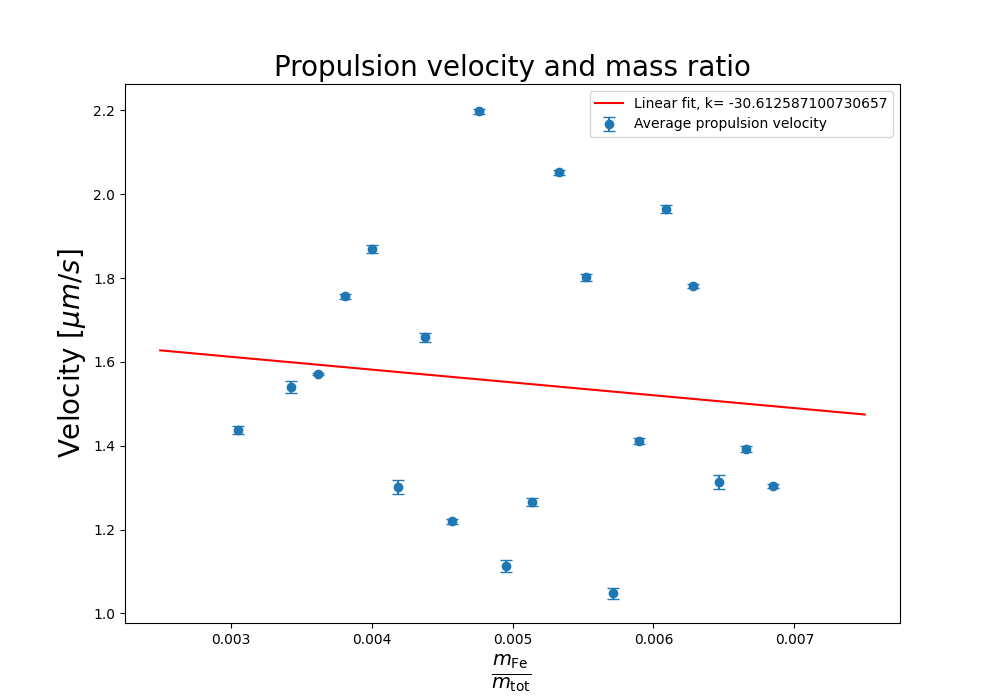 Propulsion velocity and mass ratio
Linear fit, k= -30.612587100730657
Average propulsion velocity
Velocity [μm/s]
2.2
2.0
1.8
1.6
1.4
1.2
1.0
0.003 0.004 0.005 0.006 0.007
m_Fe
m_tot